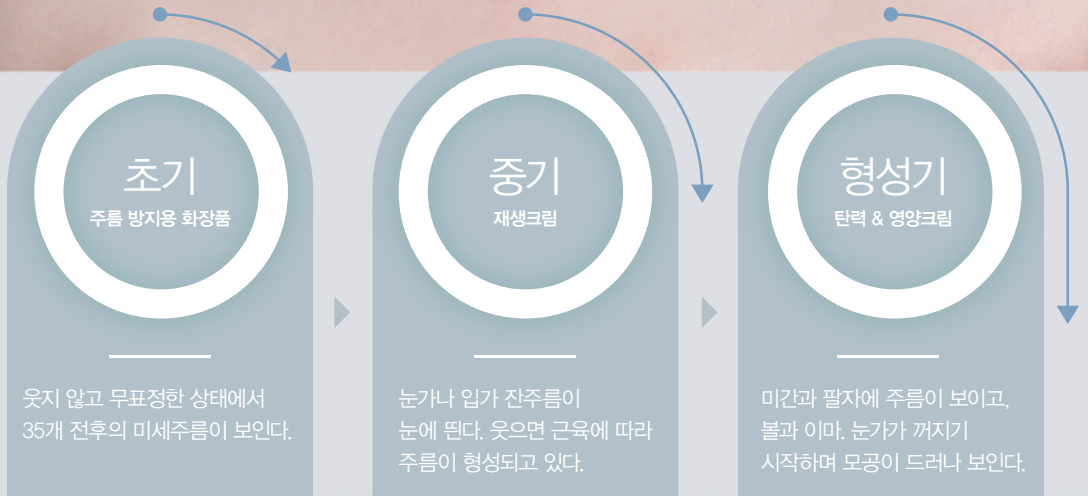 초기
주름 방지용 화장품
웃지 않고 무표정한 상태에서
35개 전후의 미세주름이 보인다.
중기
재생크림
눈가나 입가 잔주름이
눈에 띈다. 웃으면 근육에 따라
주름이 형성되고 있다.
형성기
탄력 & 영양크림
미간과 팔자에 주름이 보이고,
볼과 이마. 눈가가 꺼지기
시작하며 모공이 드러나 보인다.